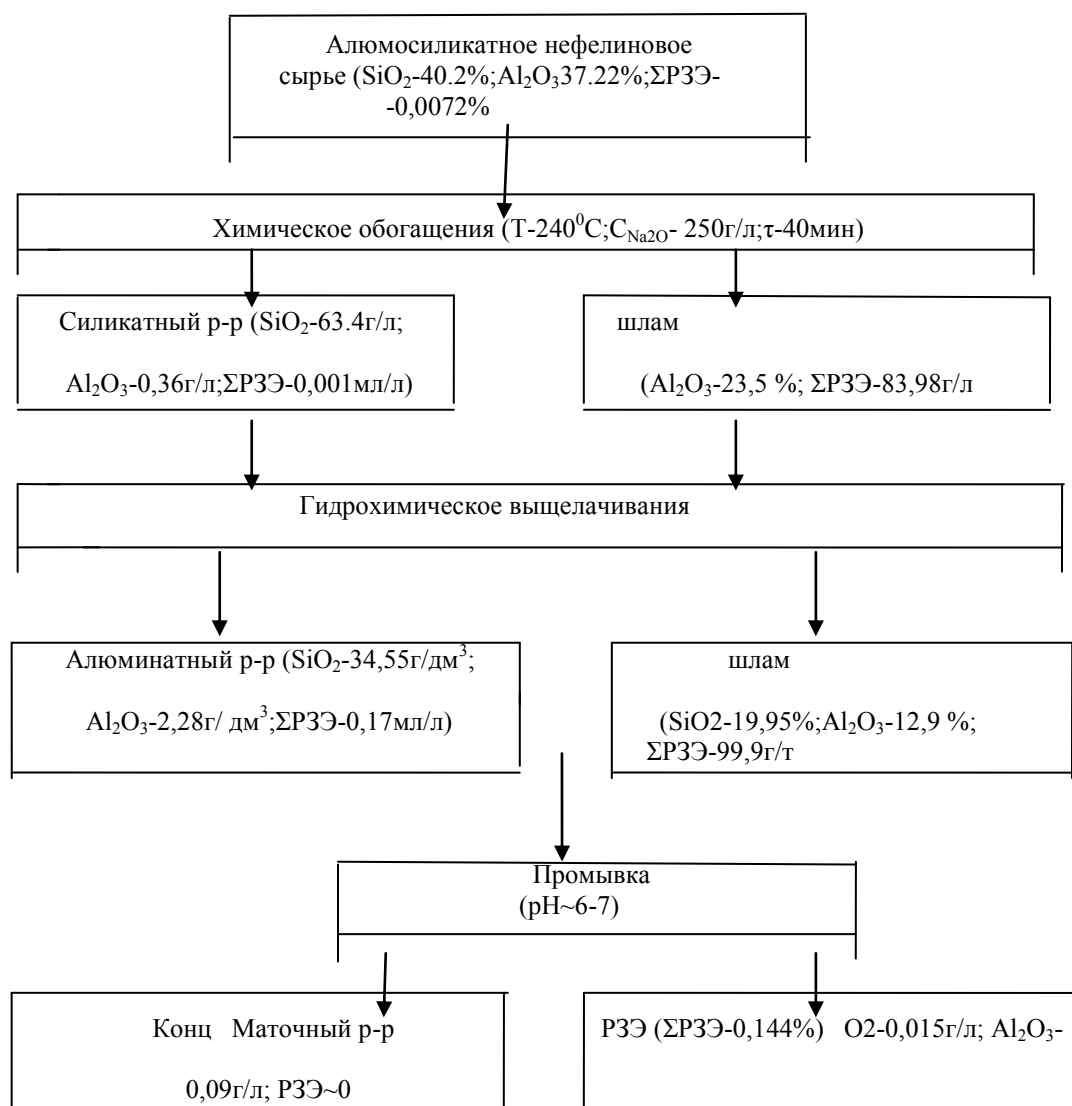 Алюмосиликатное нефелиновое
сырье (SiO₂-40.2%;Al₂O₃37.22%;ΣРЗЭ-
-0,0072%
Химическое обогащения (Т-240⁰С;C_Na2O- 250г/л;τ-40мин)
Силикатный р-р (SiO₂-63.4г/л;
Al₂O₃-0,36г/л;ΣРЗЭ-0,001мл/л)
шлам
(Al₂O₃-23,5 %; ΣРЗЭ-83,98г/л
Гидрохимическое выщелачивания
Алюминатный р-р (SiO₂-34,55г/дм³;
Al₂O₃-2,28г/ дм³;ΣРЗЭ-0,17мл/л)
шлам
(SiO2-19,95%;Al₂O₃-12,9 %;
ΣРЗЭ-99,9г/т
Промывка
(pH~6-7)
Конц Маточный р-р
0,09г/л; РЗЭ~0
РЗЭ (ΣРЗЭ-0,144%) O2-0,015г/л; Al₂O₃-